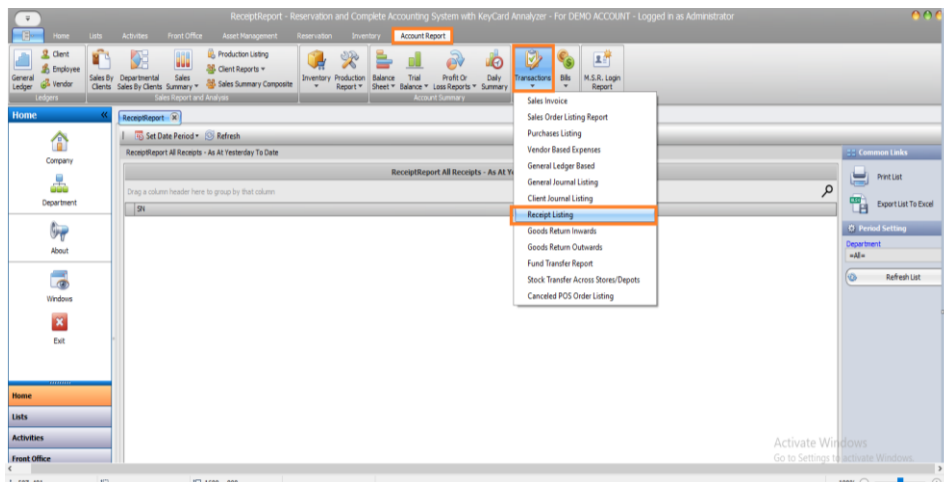 ReceiptReport - Reservation and Complete Accounting System with KeyCard Annalyzer - For DEMO ACCOUNT - Logged in as Administrator
Home Lists Activities Front Office Asset Management Reservation Inventory Account Report
General Ledger
Client
Employee
Vendor
Ledgers
Sales By Clients
Departmental Sales By Clients
Sales Summary
Production Listing
Client Reports
Sales Summary Composite
Sales Report and Analysis
Inventory
Production Report
Balance Sheet
Trial Balance
Profit Or Loss Reports
Daily Summary
Account Summary
Transactions
Bills
M.S.R. Login Report
Home
Company
Department
About
Windows
Exit
Home
Lists
Activities
Front Office
ReceiptReport
Set Date Period Refresh
ReceiptReport All Receipts - As At Yesterday To Date
ReceiptReport All Receipts - As At Y
Drag a column header here to group by that column
SN
Sales Invoice
Sales Order Listing Report
Purchases Listing
Vendor Based Expenses
General Ledger Based
General Journal Listing
Client Journal Listing
Receipt Listing
Goods Return Inwards
Goods Return Outwards
Fund Transfer Report
Stock Transfer Across Stores/Depots
Canceled POS Order Listing
Common Links
Print List
Export List To Excel
Period Setting
Department
=All=
Refresh List
Activate Windows
Go to Settings to activate Windows.